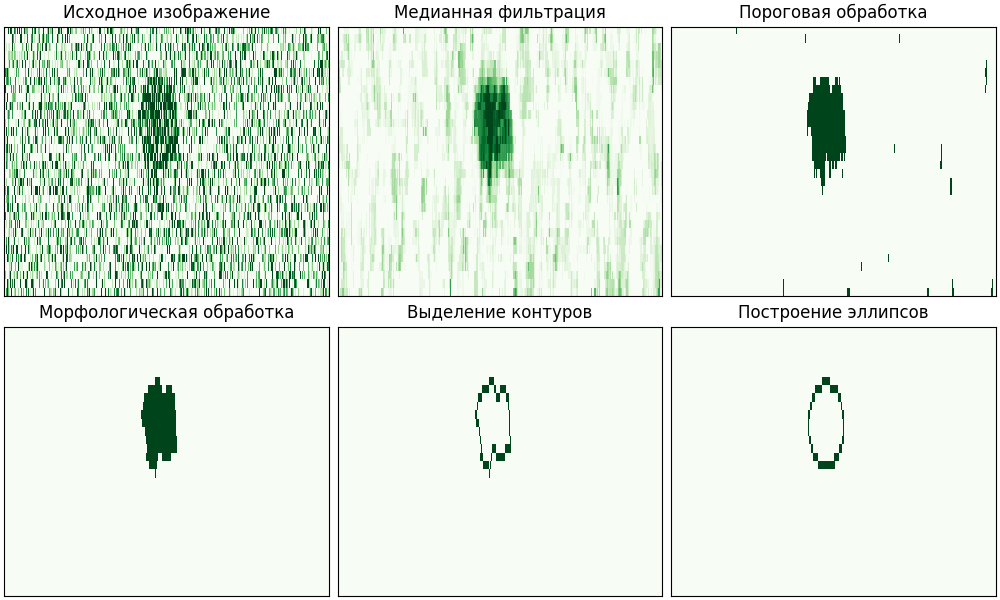 Исходное изображение
Медианная фильтрация
Пороговая обработка
Морфологическая обработка
Выделение контуров
Построение эллипсов